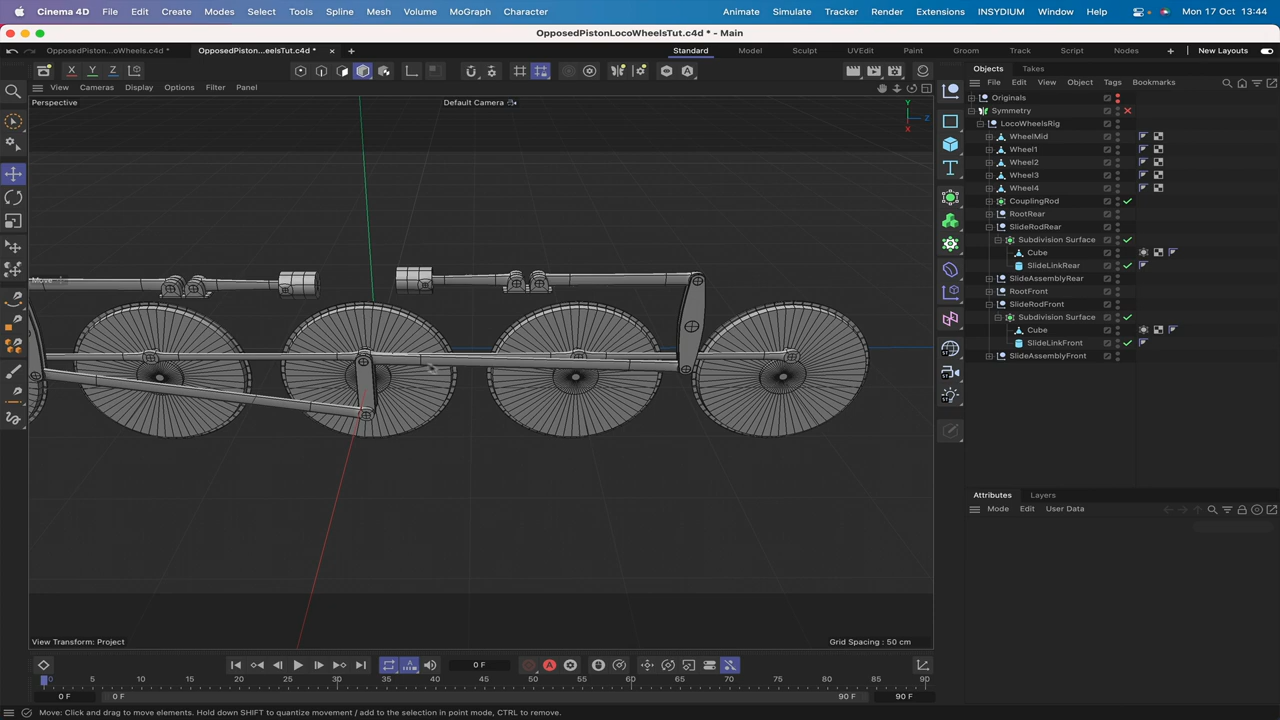 Cinema 4D File Edit Create Modes Select Tools Spline Mesh Volume MoGraph Character Animate Simulate Tracker Render Extensions INSYDIUM Window Help Mon 17 Oct 13:44
OpposedPistonLocoWheelsTut.c4d * - Main
OpposedPiston...oWheels.c4d * OpposedPiston...eelsTut.c4d * Standard Model Sculpt UVEdit Paint Groom Track Script Nodes New Layouts
X Y Z
Objects Takes
File Edit View Object Tags Bookmarks
View Cameras Display Options Filter Panel
Perspective
Default Camera
Y
Z
X
Originals
Symmetry
LocoWheelsRig
WheelMid
Wheel1
Wheel2
Wheel3
Wheel4
CouplingRod
RootRear
SlideRodRear
Subdivision Surface
Cube
SlideLinkRear
SlideAssemblyRear
RootFront
SlideRodFront
Subdivision Surface
Cube
SlideLinkFront
SlideAssemblyFront
Move
Attributes Layers
Mode Edit User Data
View Transform: Project
Grid Spacing : 50 cm
0 F
0 5 10 15 20 25 30 35 40 45 50 55 60 65 70 75 80 85 90
0 F 0 F 90 F 90 F
Move: Click and drag to move elements. Hold down SHIFT to quantize movement / add to the selection in point mode, CTRL to remove.